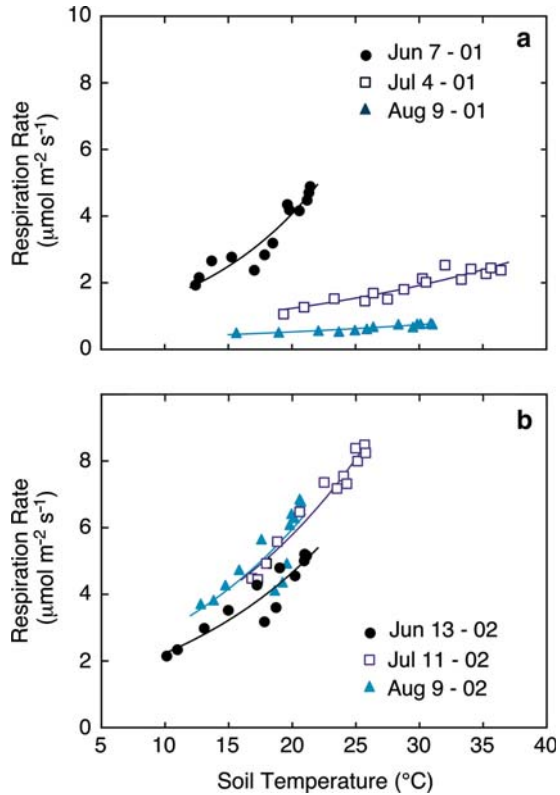 a
10
8
6
4
2
0
Respiration Rate
(μmol m⁻² s⁻¹)
Jun 7 - 01
Jul 4 - 01
Aug 9 - 01
b
8
6
4
2
0
Respiration Rate
(μmol m⁻² s⁻¹)
Jun 13 - 02
Jul 11 - 02
Aug 9 - 02
5 10 15 20 25 30 35 40
Soil Temperature (°C)